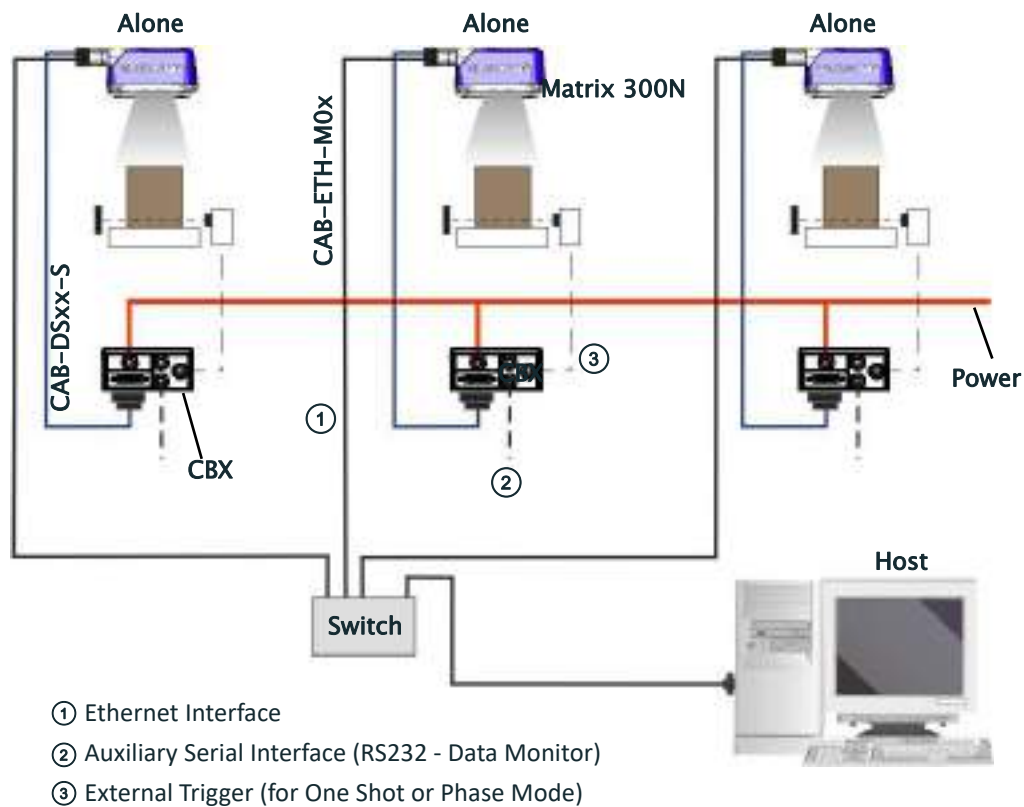 Alone
Alone
Alone
Matrix 300N
CAB-ETH-M0x
CAB-DSxx-S
③
CBX
Power
①
CBX
②
Host
Switch
① Ethernet Interface
② Auxiliary Serial Interface (RS232 - Data Monitor)
③ External Trigger (for One Shot or Phase Mode)